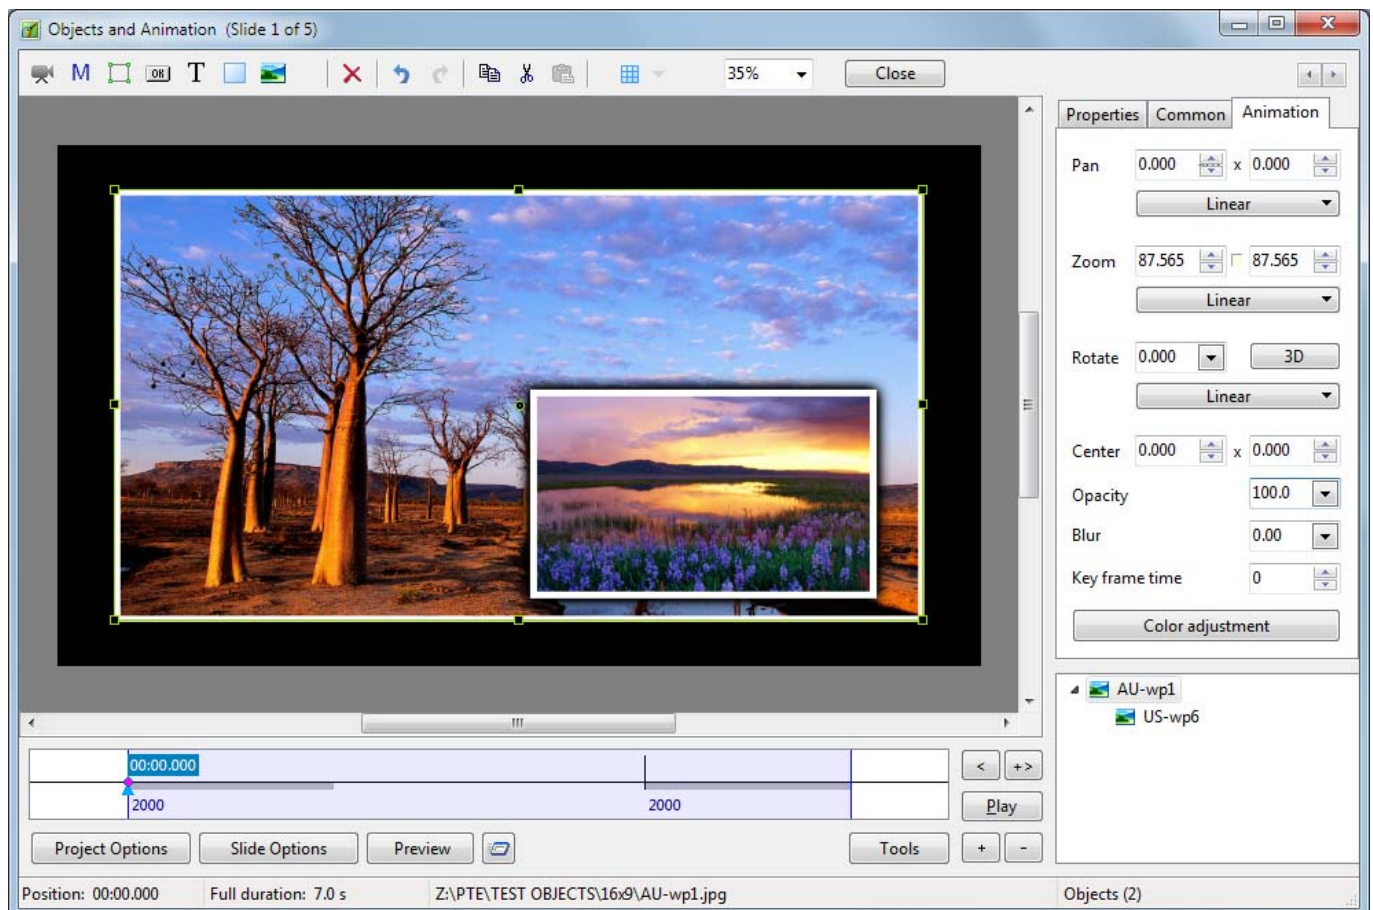 Objects and Animation (Slide 1 of 5)
M OK T 35% Close
Properties Common Animation
Pan 0.000 x 0.000
Linear
Zoom 87.565 87.565
Linear
Rotate 0.000 3D
Linear
Center 0.000 x 0.000
Opacity 100.0
Blur 0.00
Key frame time 0
Color adjustment
AU-wp1
US-wp6
00:00.000
2000 2000
< +>
Play
Project Options Slide Options Preview Tools + -
Position: 00:00.000 Full duration: 7.0 s Z:\PTE\TEST OBJECTS\16x9\AU-wp1.jpg Objects (2)